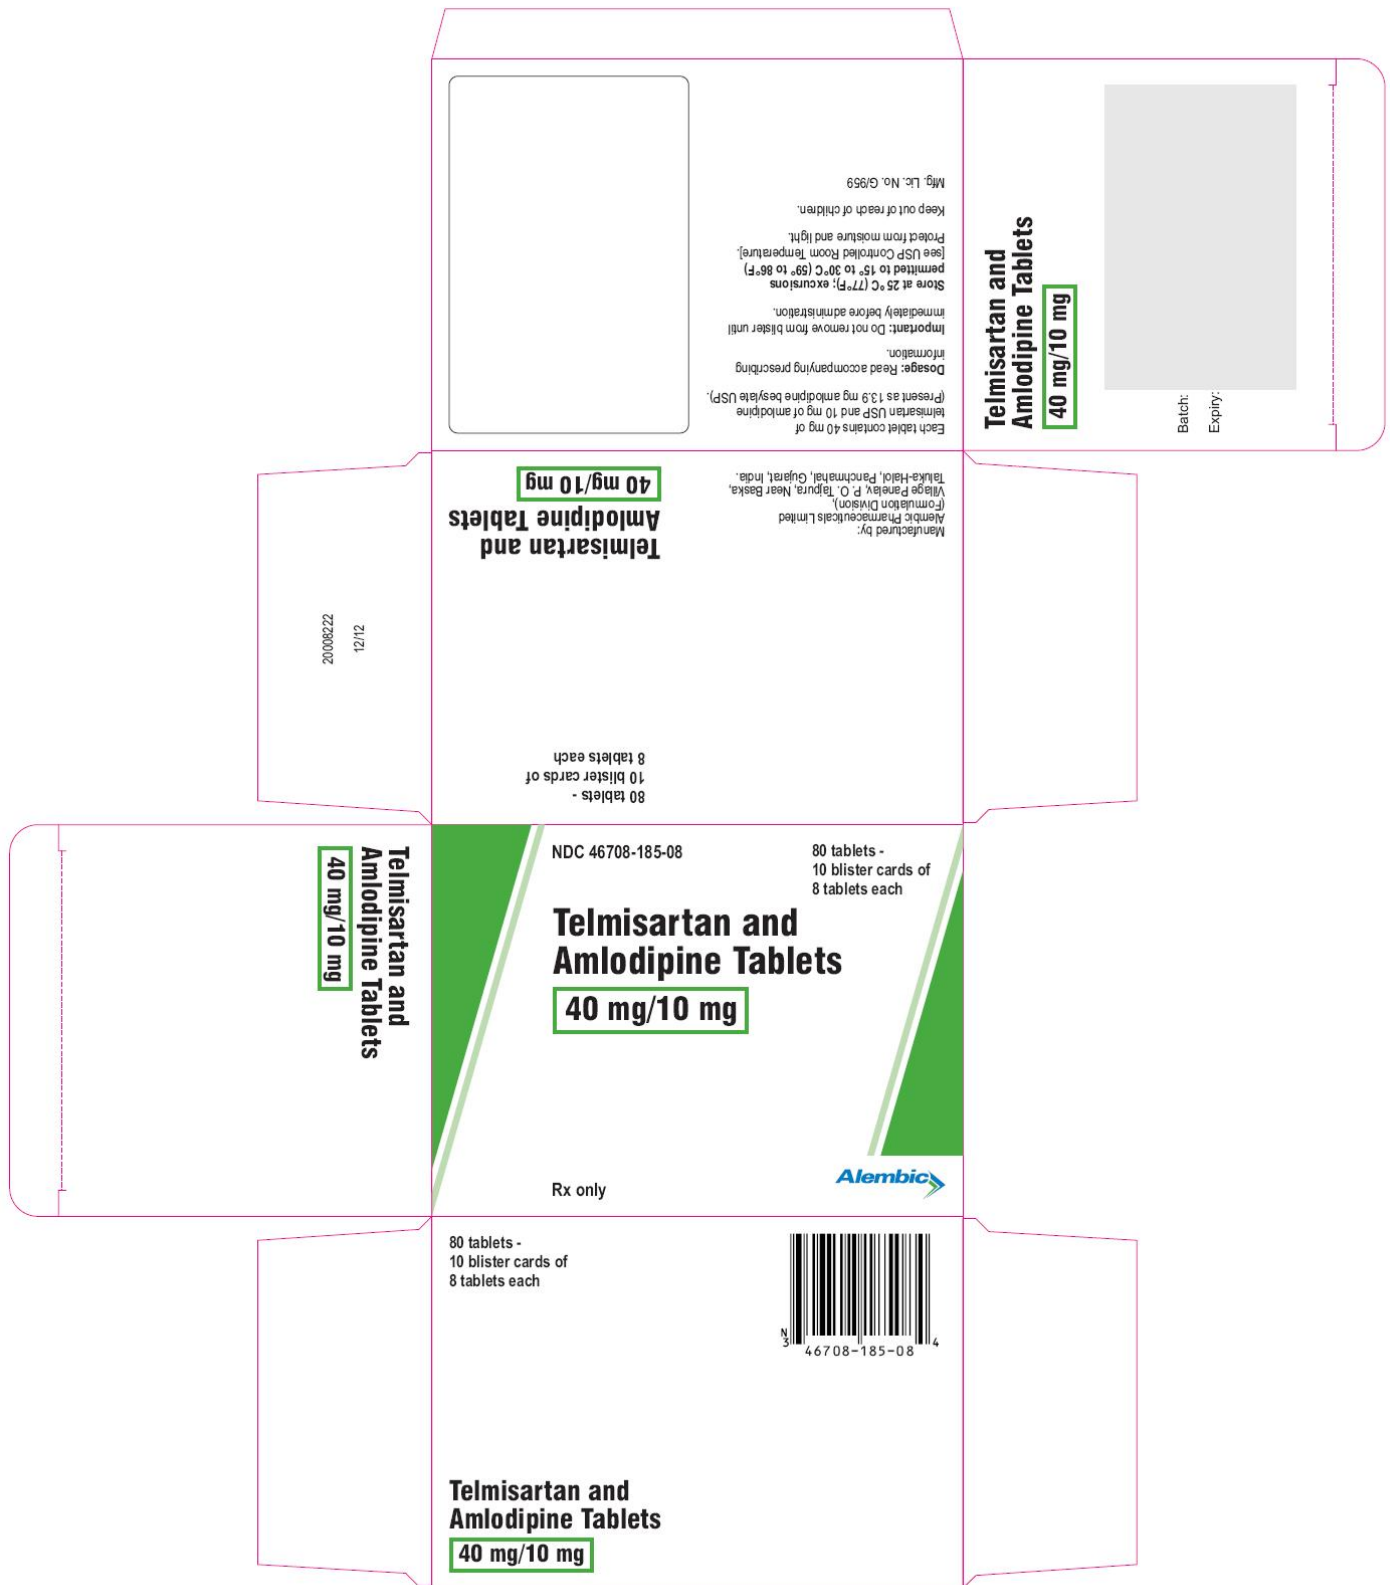 Each tablet contains 40 mg of
telmisartan USP and 10 mg of amlodipine
(Present as 13.9 mg amlodipine besylate USP).
Dosage: Read accompanying prescribing
information.
Important: Do not remove from blister until
immediately before administration.
Store at 25°C (77°F); excursions
permitted to 15° to 30°C (59° to 86°F)
[see USP Controlled Room Temperature].
Protect from moisture and light.
Keep out of reach of children.
Mfg. Lic. No. G/959
Telmisartan and
Amlodipine Tablets
40 mg/10 mg
Batch:
Expiry:
80 tablets -
10 blister cards of
8 tablets each
Telmisartan and
Amlodipine Tablets
40 mg/10 mg
Manufactured by:
Alembic Pharmaceuticals Limited
(Formulation Division),
Village Panelav, P. O. Tajpura, Near Baska,
Taluka-Halol, Panchmahal, Gujarat, India.
20008222
12/12
Telmisartan and
Amlodipine Tablets
40 mg/10 mg
NDC 46708-185-08
80 tablets -
10 blister cards of
8 tablets each
Telmisartan and
Amlodipine Tablets
40 mg/10 mg
Rx only
Alembic
80 tablets -
10 blister cards of
8 tablets each
N
3 46708-185-08 4
Telmisartan and
Amlodipine Tablets
40 mg/10 mg